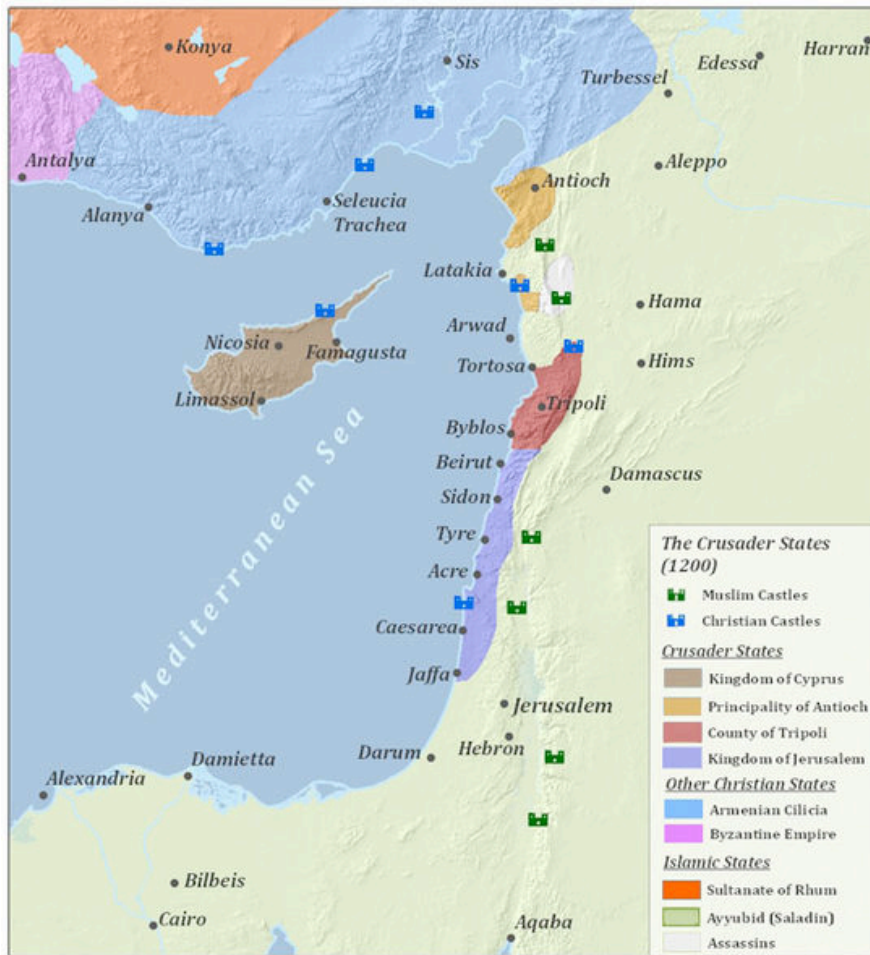 Konya
Sis
Edessa
Harran
Turbessel
Antalya
Aleppo
Antioch
Alanya
Seleucia
Trachea
Latakia
Hama
Arwad
Nicosia
Famagusta
Hims
Tortosa
Limassol
Tripoli
Byblos
Beirut
Damascus
Sidon
Mediterranean Sea
Tyre
Acre
Caesarea
Jaffa
Jerusalem
Hebron
Darum
Damietta
Alexandria
Bilbeis
Cairo
Aqaba
The Crusader States
(1200)
Muslim Castles
Christian Castles
Crusader States
Kingdom of Cyprus
Principality of Antioch
County of Tripoli
Kingdom of Jerusalem
Other Christian States
Armenian Cilicia
Byzantine Empire
Islamic States
Sultanate of Rhum
Ayyubid (Saladin)
Assassins